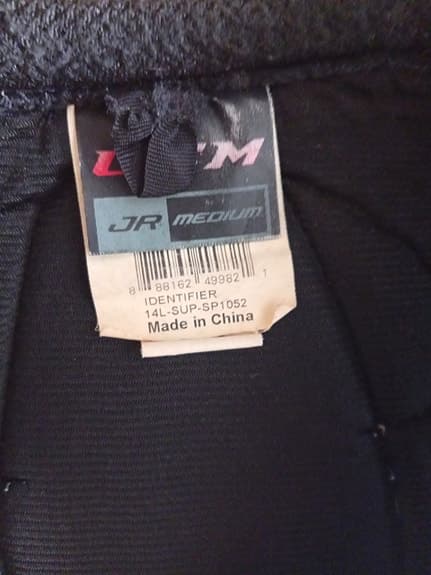 JR MEDIUM
8 88162 49982 1
IDENTIFIER
14L-SUP-SP1052
Made in China